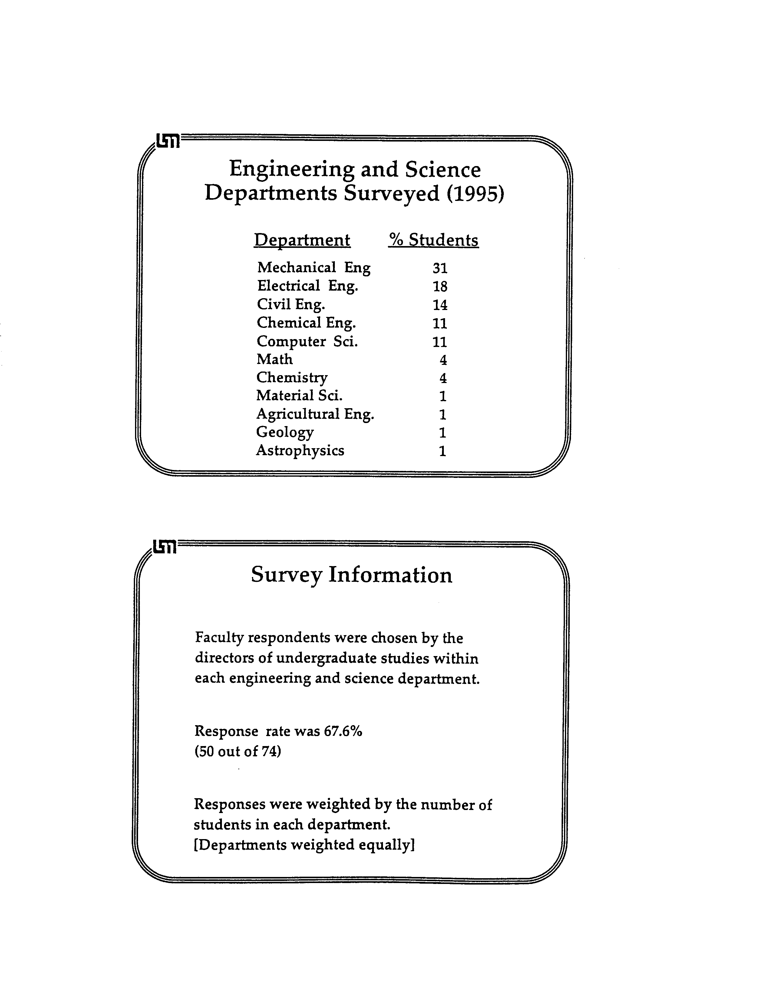 Engineering and Science
Departments Surveyed (1995)
Department % Students
Mechanical Eng 31
Electrical Eng. 18
Civil Eng. 14
Chemical Eng. 11
Computer Sci. 11
Math 4
Chemistry 4
Material Sci. 1
Agricultural Eng. 1
Geology 1
Astrophysics 1
Survey Information
Faculty respondents were chosen by the
directors of undergraduate studies within
each engineering and science department.
Response rate was 67.6%
(50 out of 74)
Responses were weighted by the number of
students in each department.
[Departments weighted equally]